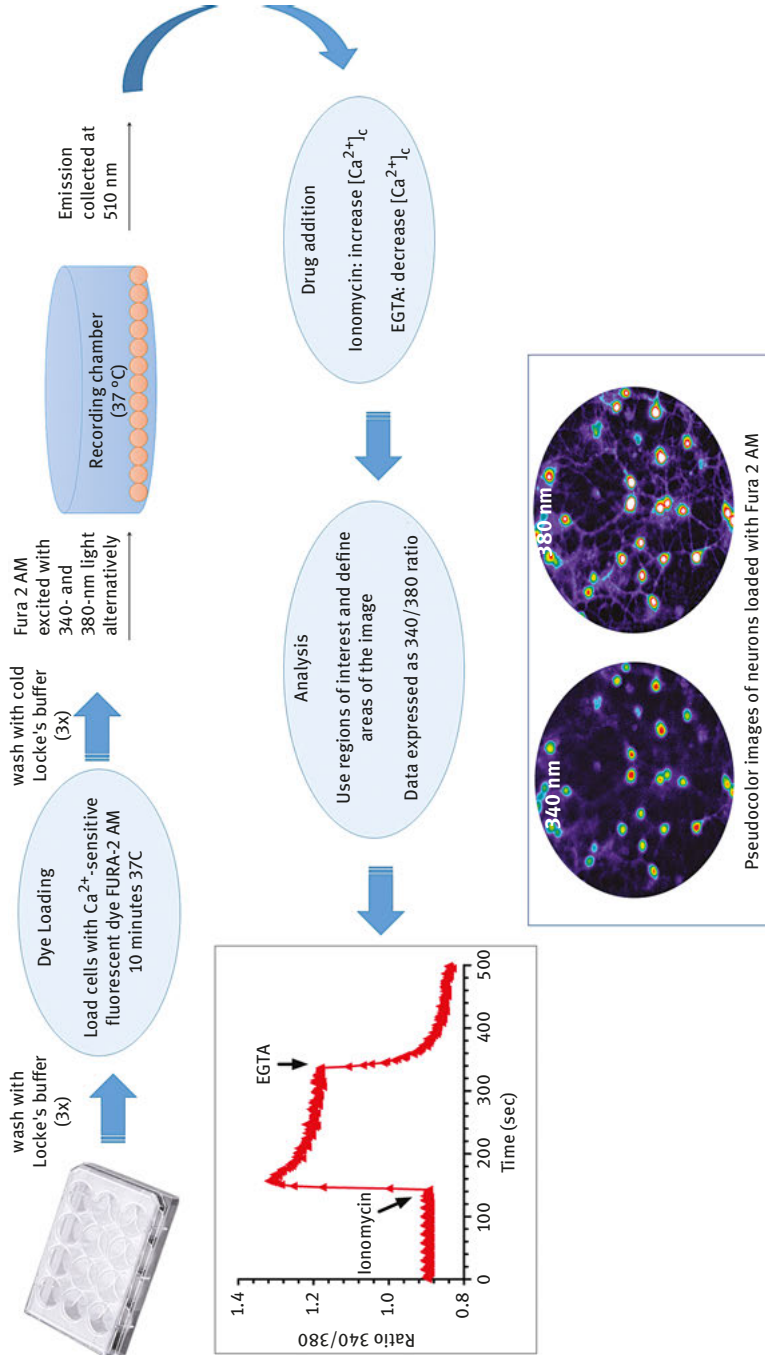 wash with
Locke's buffer
(3x)
Dye Loading
Load cells with Ca2+-sensitive
fluorescent dye FURA-2 AM
10 minutes 37C
wash with cold
Locke's buffer
(3x)
Fura 2 AM
excited with
340- and
380-nm light
alternatively
Recording chamber
(37 °C)
Emission
collected at
510 nm
Drug addition
Ionomycin: increase [Ca2+]c
EGTA: decrease [Ca2+]c
Analysis
Use regions of interest and define
areas of the image
Data expressed as 340/380 ratio
Ratio 340/380
1.4
1.2
1.0
0.8
Ionomycin
EGTA
0 100 200 300 400 500
Time (sec)
340 nm
380 nm
Pseudocolor images of neurons loaded with Fura 2 AM